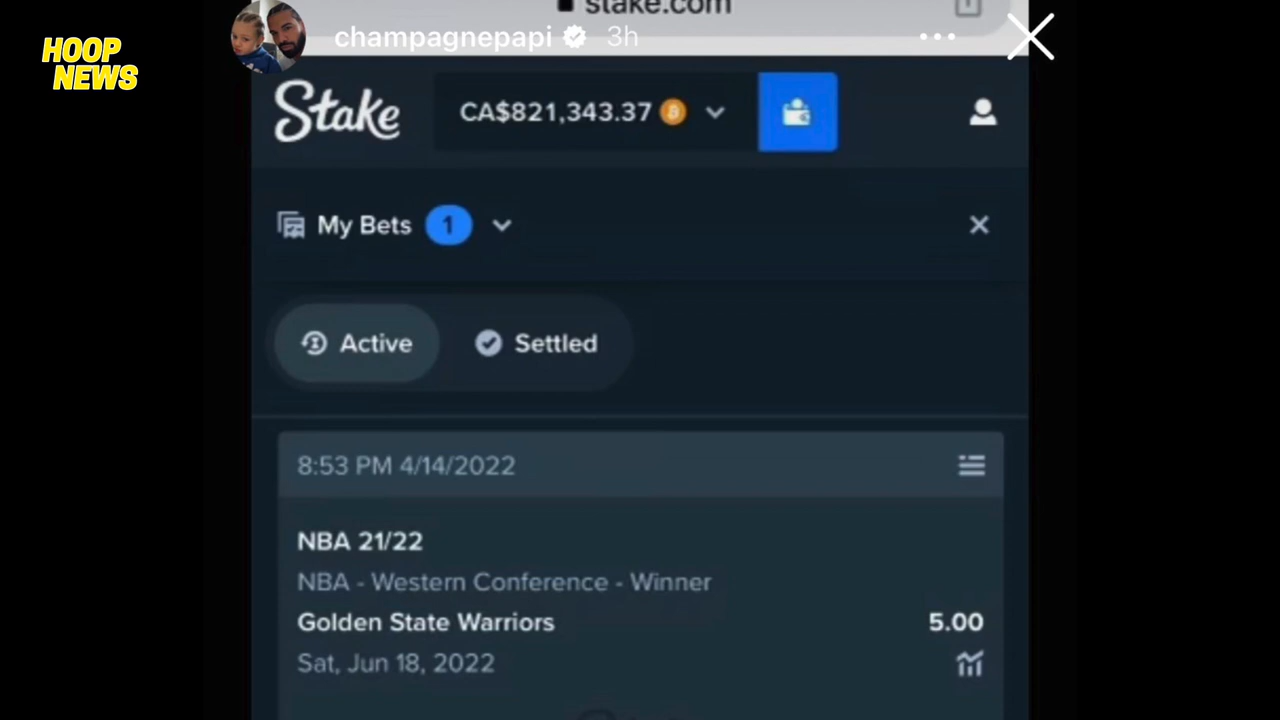 stake.com
HOOP
NEWS
champagnepapi 3h
Stake
CA$821,343.37
My Bets 1
Active Settled
8:53 PM 4/14/2022
NBA 21/22
NBA - Western Conference - Winner
Golden State Warriors 5.00
Sat, Jun 18, 2022